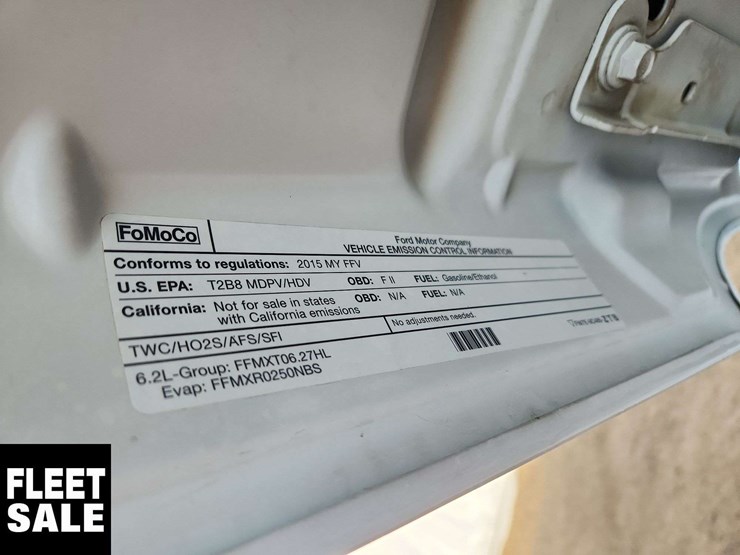 FoMoCo
Ford Motor Company
VEHICLE EMISSION CONTROL INFORMATION
Conforms to regulations: 2015 MY FFV
U.S. EPA: T2B8 MDPV/HDV OBD: F II FUEL: Gasoline/Ethanol
California: Not for sale in states with California emissions OBD: N/A FUEL: N/A
TWC/HO2S/AFS/SFI
No adjustments needed.
6.2L-Group: FFMXT06.27HL
Evap: FFMXR0250NBS
FLEET
SALE